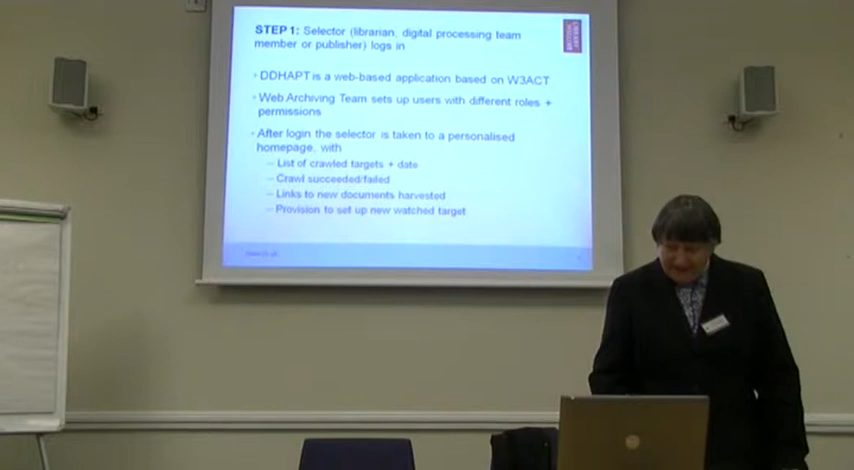 STEP 1: Selector (librarian, digital processing team
member or publisher) logs in
• DDHAPT is a web-based application based on W3ACT
• Web Archiving Team sets up users with different roles +
permissions
• After login the selector is taken to a personalised
homepage, with
– List of crawled targets + date
– Crawl succeeded/failed
– Links to new documents harvested
– Provision to set up new watched target